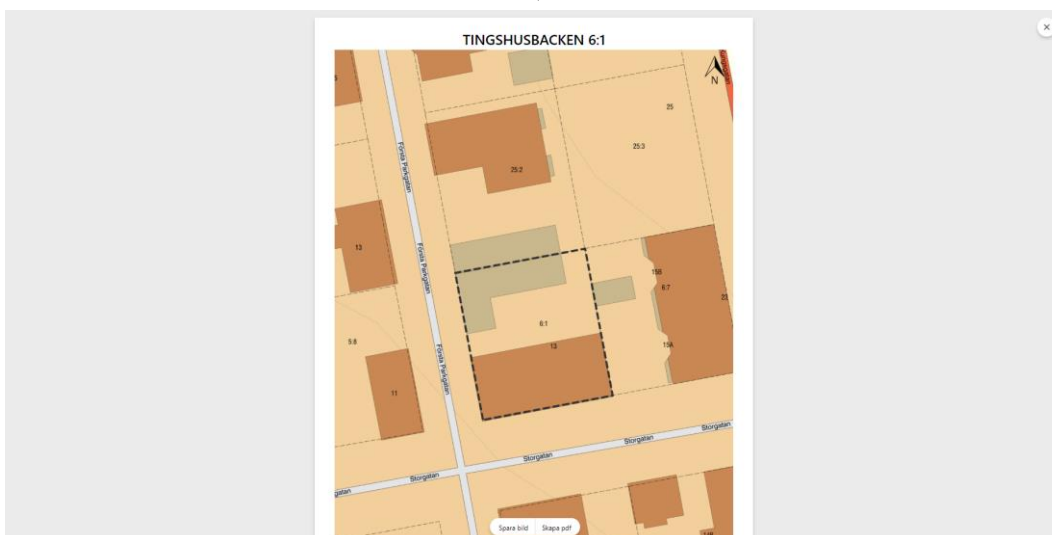 TINGSHUSBACKEN 6:1
N
25
25:3
25:2
Första Parkgatan
13
Första Parkgatan
15B
6:7
6:1
13
15A
5:8
Första Parkgatan
11
Storgatan
Storgatan
Storgatan
Storgatan
gatan
Spara bild
Skapa pdf